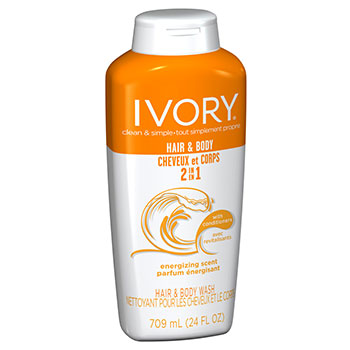 IVORY
clean & simple•tout simplement propre
HAIR & BODY
CHEVEUX et CORPS
2 IN EN 1
with conditioners
avec revitalisants
energizing scent
parfum énergisant
HAIR & BODY WASH
NETTOYANT POUR LES CHEVEUX ET LE CORPS
709 mL (24 FL OZ)